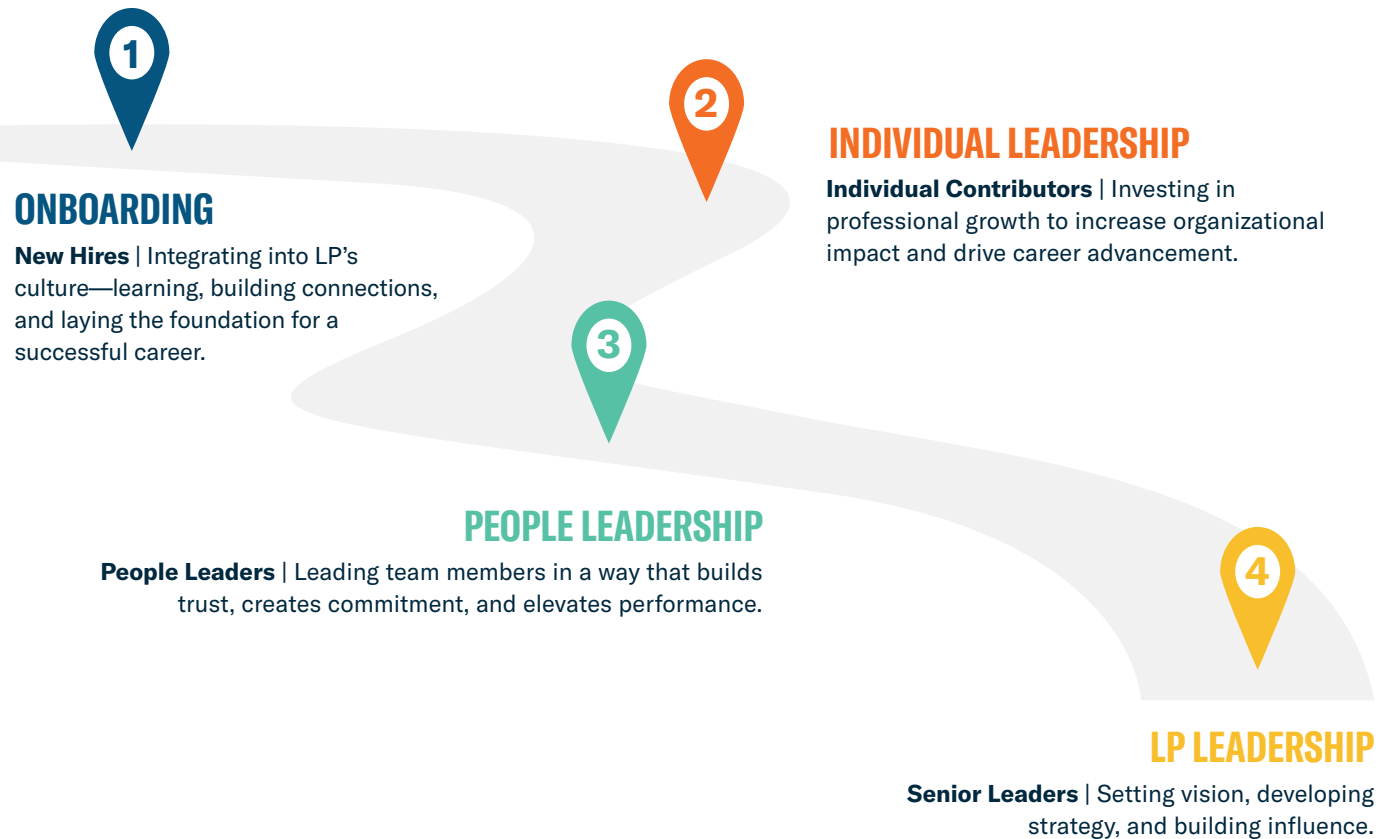 1
ONBOARDING
New Hires | Integrating into LP’s
culture—learning, building connections,
and laying the foundation for a
successful career.
2
INDIVIDUAL LEADERSHIP
Individual Contributors | Investing in
professional growth to increase organizational
impact and drive career advancement.
3
PEOPLE LEADERSHIP
People Leaders | Leading team members in a way that builds
trust, creates commitment, and elevates performance.
4
LP LEADERSHIP
Senior Leaders | Setting vision, developing
strategy, and building influence.